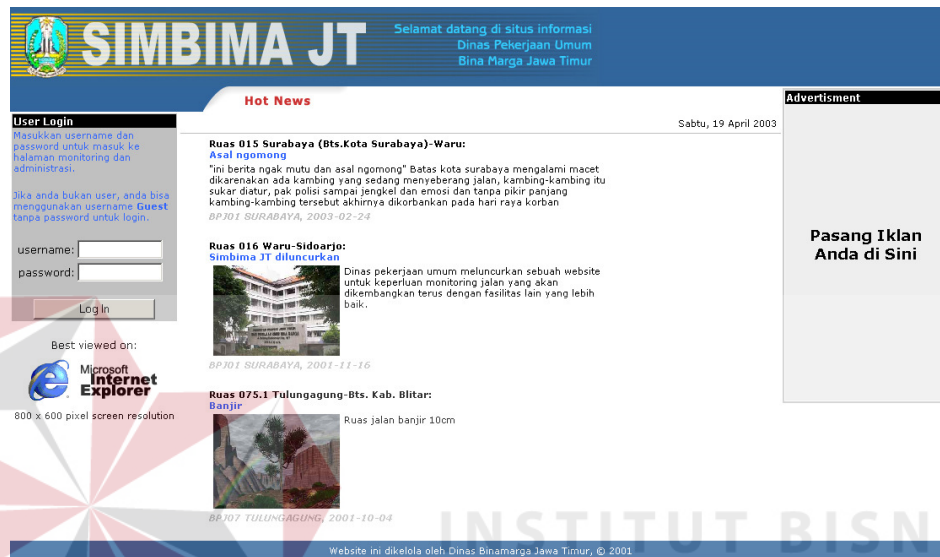 SIMBIMA JT
Selamat datang di situs informasi
Dinas Pekerjaan Umum
Bina Marga Jawa Timur
Hot News
Advertisment
User Login
Sabtu, 19 April 2003
Masukkan username dan
password untuk masuk ke
halaman monitoring dan
administrasi.
Jika anda bukan user, anda bisa
menggunakan username Guest
tanpa password untuk login.
username:
password:
Log In
Best viewed on:
Microsoft
Internet
Explorer
800 x 600 pixel screen resolution
Ruas 015 Surabaya (Bts.Kota Surabaya)-Waru:
Asal ngomong
"ini berita ngak mutu dan asal ngomong" Batas kota surabaya mengalami macet
dikarenakan ada kambing yang sedang menyeberang jalan, kambing-kambing itu
sukar diatur, pak polisi sampai jengkel dan emosi dan tanpa pikir panjang
kambing-kambing tersebut akhirnya dikorbankan pada hari raya korban
BPJ01 SURABAYA, 2003-02-24
Ruas 016 Waru-Sidoarjo:
Simbima JT diluncurkan
Dinas pekerjaan umum meluncurkan sebuah website
untuk keperluan monitoring jalan yang akan
dikembangkan terus dengan fasilitas lain yang lebih
baik.
BPJ01 SURABAYA, 2001-11-16
Ruas 075.1 Tulungagung-Bts. Kab. Blitar:
Banjir
Ruas jalan banjir 10cm
BPJ07 TULUNGAGUNG, 2001-10-04
Pasang Iklan
Anda di Sini
INSTITUT BISN
Website ini dikelola oleh Dinas Binamarga Jawa Timur, © 2001